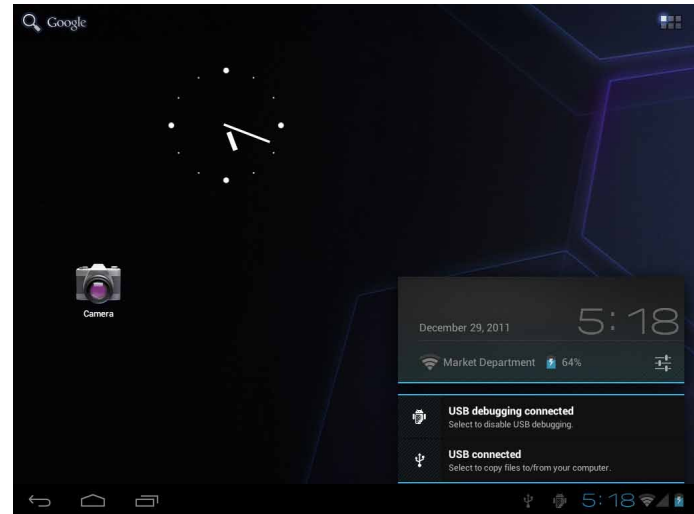 Google
Camera
December 29, 2011
5:18
Market Department 64%
USB debugging connected
Select to disable USB debugging.
USB connected
Select to copy files to/from your computer.
5:18